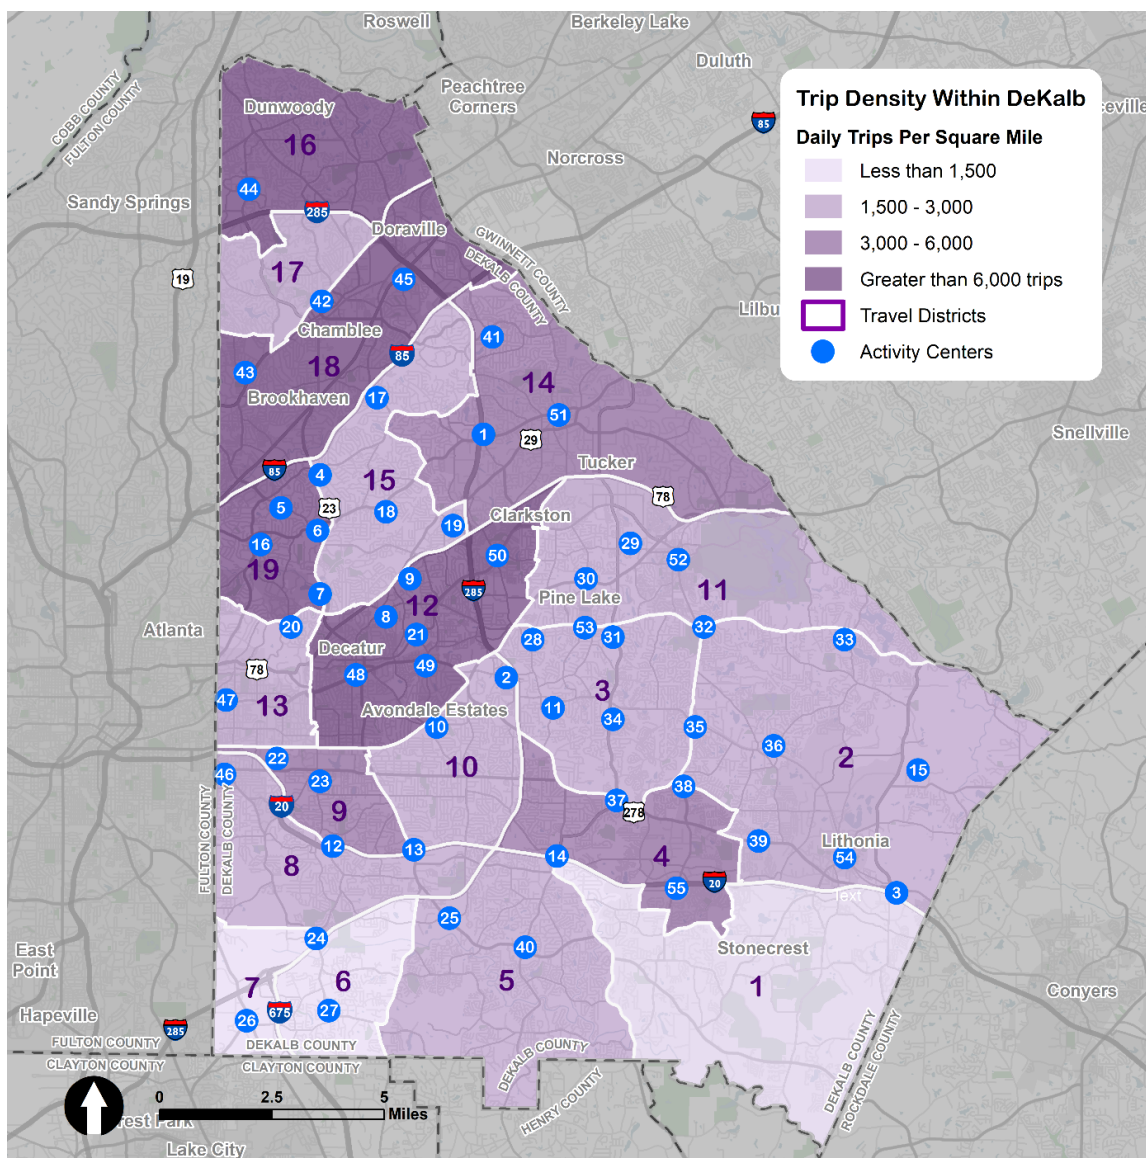 Roswell
Berkeley Lake
Duluth
Peachtree
Corners
COBB COUNTY
FULTON COUNTY
Trip Density Within DeKalb
Daily Trips Per Square Mile
Less than 1,500
1,500 - 3,000
3,000 - 6,000
Greater than 6,000 trips
Travel Districts
Activity Centers
85
Dunwoody
16
Norcross
44
Sandy Springs
285
Doraville
GWINNETT COUNTY
DEKALB COUNTY
19
17
45
42
Chamblee
41
85
18
43
14
Brookhaven
17
51
1
29
Snellville
Tucker
85
4
15
78
5
23
18
Clarkston
6
19
16
50
29
52
19
9
30
7
285
12
11
Pine Lake
8
Atlanta
20
21
53
32
28
31
33
Decatur
78
48
49
2
47
13
3
Avondale Estates
11
34
10
35
36
22
10
2
46
15
23
38
20
37
278
9
39
12
13
14
4
Lithonia
8
54
FULTON COUNTY
DEKALB COUNTY
55
20
3
Text
25
24
40
Stonecrest
East
Point
7
6
5
1
Conyers
Hapeville
26
675
27
285
FULTON COUNTY
DEKALB COUNTY
CLAYTON COUNTY
CLAYTON COUNTY
DEKALB COUNTY
HENRY COUNTY
DEKALB COUNTY
ROCKDALE COUNTY
0
2.5
5
Miles
Lake City